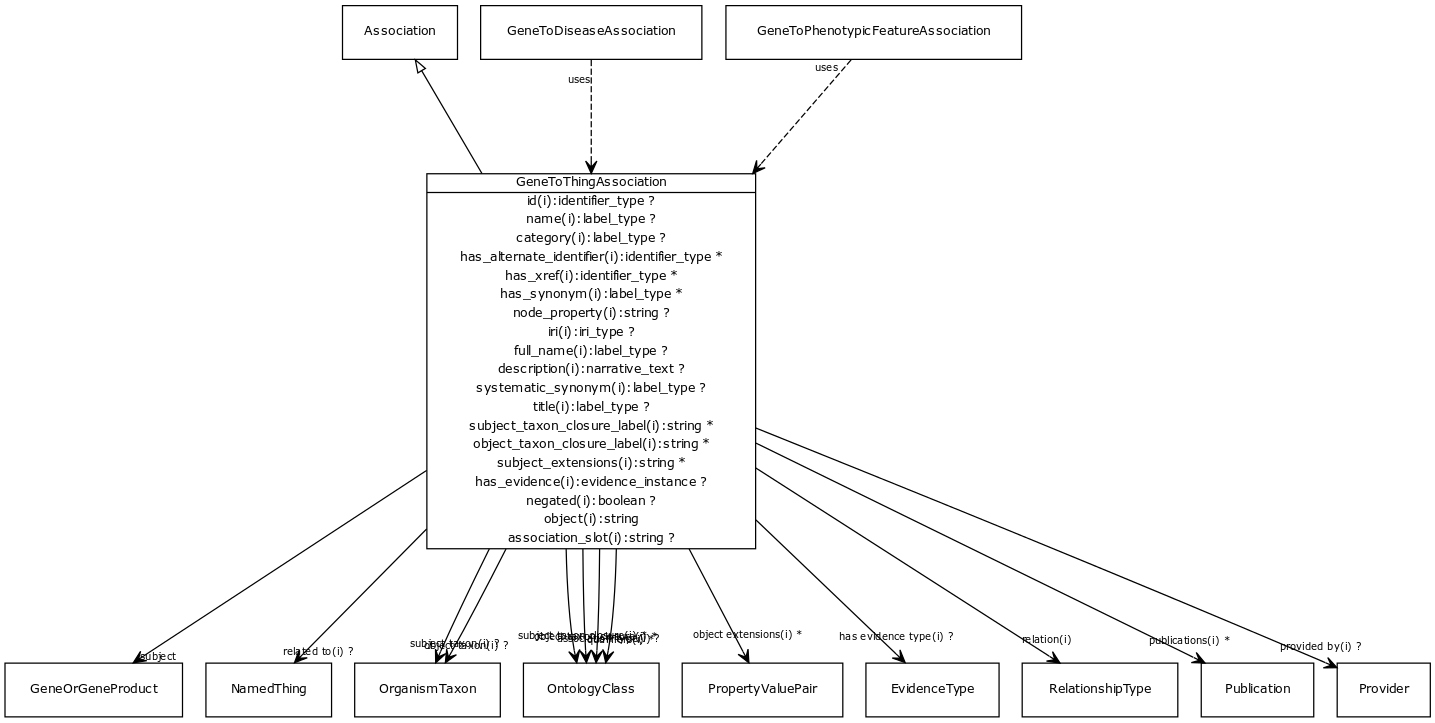 Association
GeneToDiseaseAssociation
GeneToPhenotypicFeatureAssociation
uses
uses
GeneToThingAssociation
id(i):identifier_type ?
name(i):label_type ?
category(i):label_type ?
has_alternate_identifier(i):identifier_type *
has_xref(i):identifier_type *
has_synonym(i):label_type *
node_property(i):string ?
iri(i):iri_type ?
full_name(i):label_type ?
description(i):narrative_text ?
systematic_synonym(i):label_type ?
title(i):label_type ?
subject_taxon_closure_label(i):string *
object_taxon_closure_label(i):string *
subject_extensions(i):string *
has_evidence(i):evidence_instance ?
negated(i):boolean ?
object(i):string
association_slot(i):string ?
subject
related to(i) ?
subject taxon(i) ?
object taxon(i) ?
object extensions(i) *
has evidence type(i) ?
relation(i)
publications(i) *
provided by(i) ?
GeneOrGeneProduct
NamedThing
OrganismTaxon
OntologyClass
PropertyValuePair
EvidenceType
RelationshipType
Publication
Provider